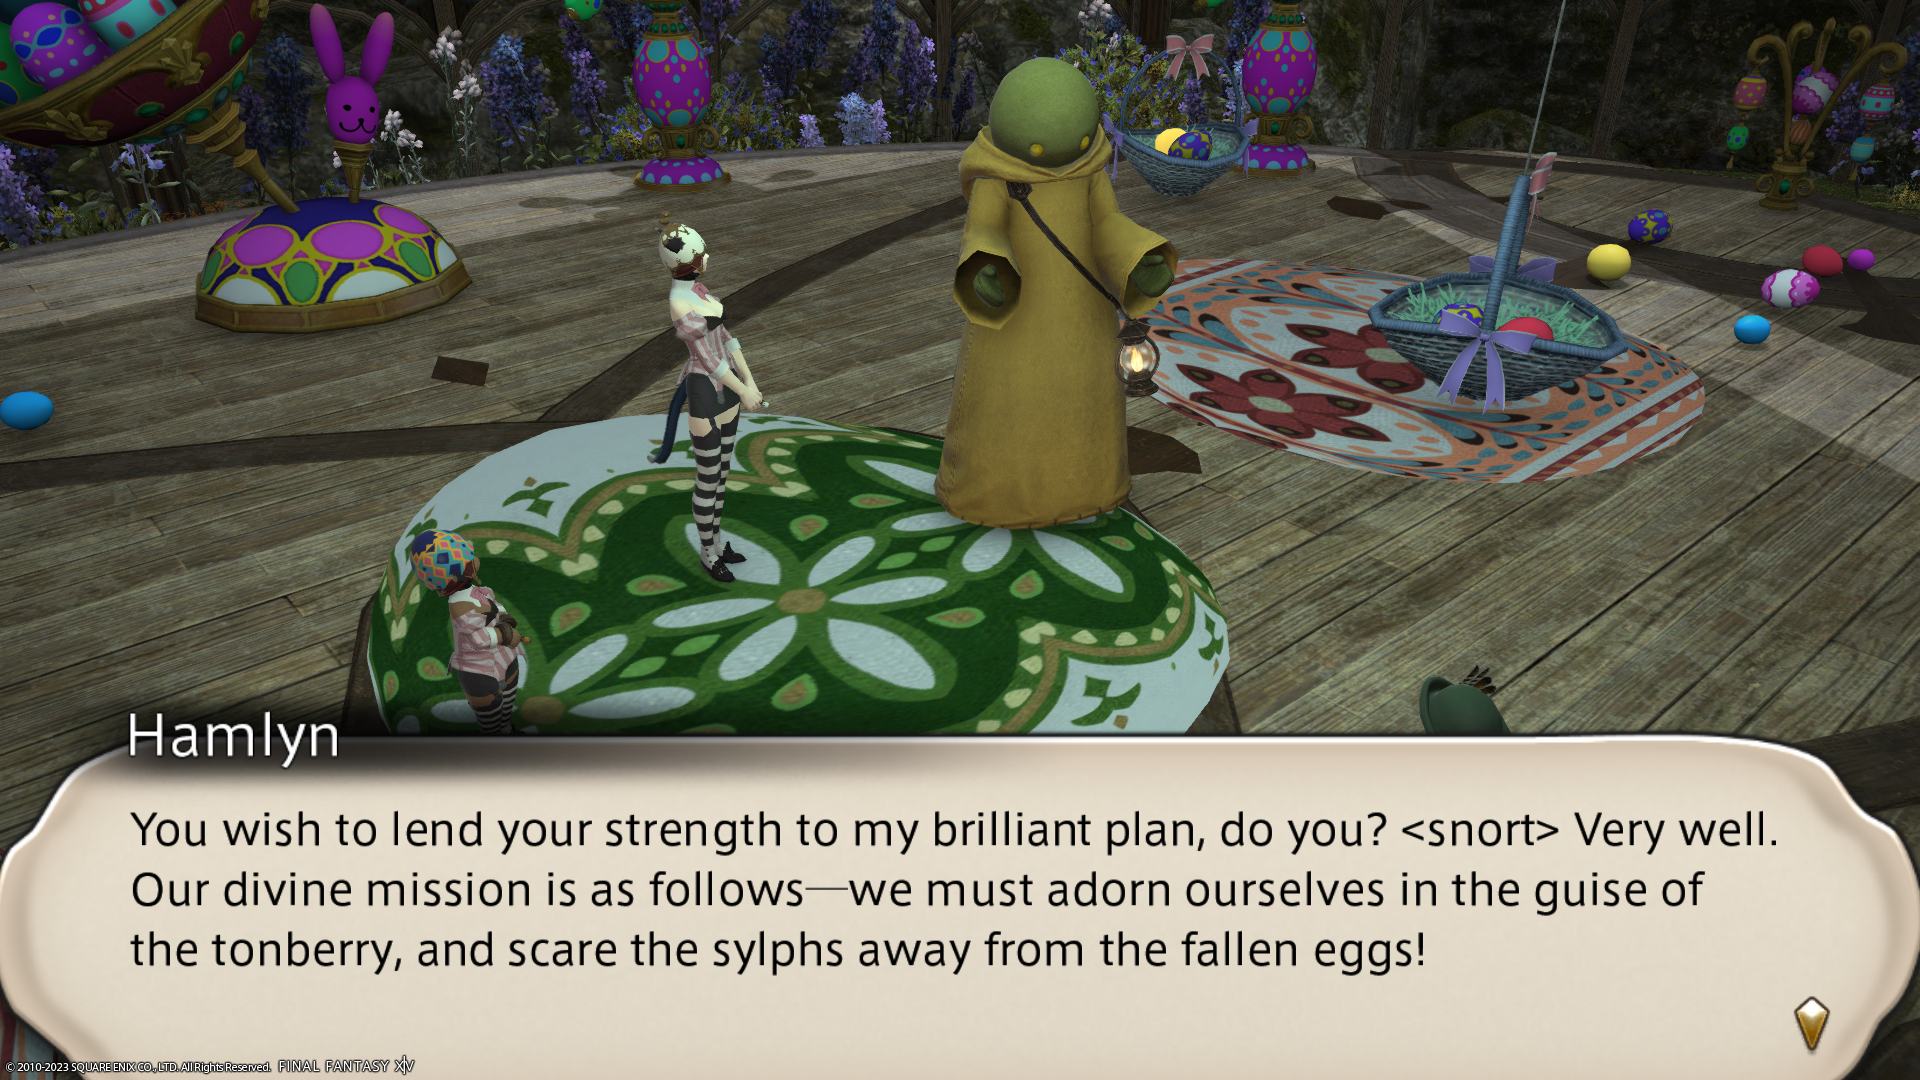 Hamlyn
You wish to lend your strength to my brilliant plan, do you? <snort> Very well.
Our divine mission is as follows—we must adorn ourselves in the guise of
the tonberry, and scare the sylphs away from the fallen eggs!
© 2010-2023 SQUARE ENIX CO., LTD. All Rights Reserved. FINAL FANTASY XIV